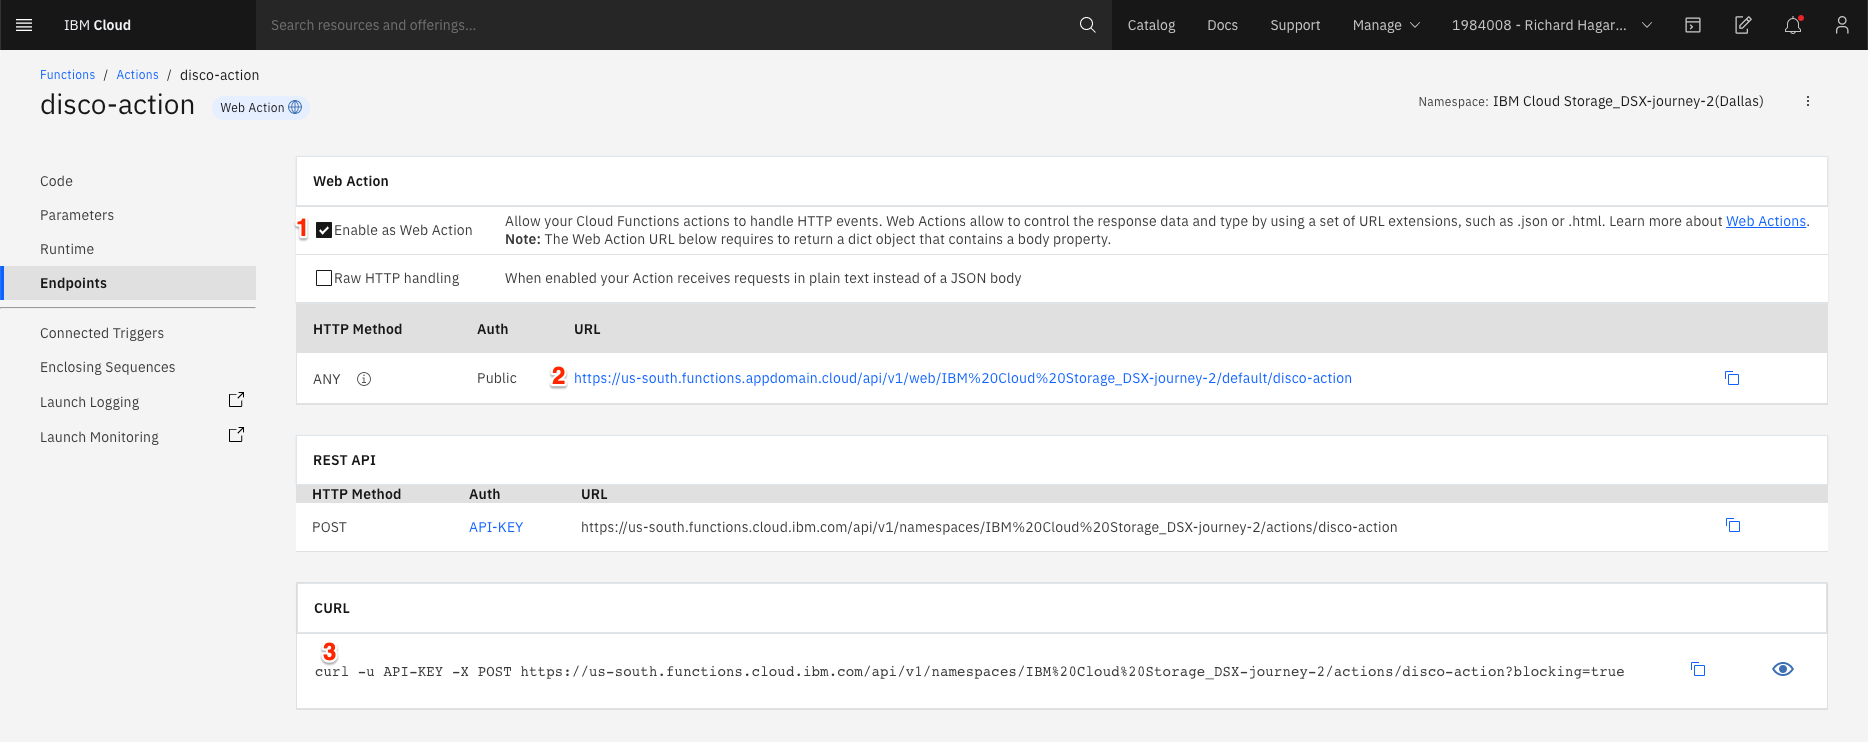 IBM Cloud
Search resources and offerings...
Catalog
Docs
Support
Manage
1984008 - Richard Hagar...
Functions / Actions / disco-action
disco-action
Web Action
Namespace: IBM Cloud Storage_DSX-journey-2(Dallas)
Code
Parameters
Runtime
Endpoints
Connected Triggers
Enclosing Sequences
Launch Logging
Launch Monitoring
Web Action
1
Enable as Web Action
Allow your Cloud Functions actions to handle HTTP events. Web Actions allow to control the response data and type by using a set of URL extensions, such as .json or .html. Learn more about Web Actions.
Note: The Web Action URL below requires to return a dict object that contains a body property.
Raw HTTP handling
When enabled your Action receives requests in plain text instead of a JSON body
HTTP Method Auth URL
ANY Public 2 https://us-south.functions.appdomain.cloud/api/v1/web/IBM%20Cloud%20Storage_DSX-journey-2/default/disco-action
REST API
HTTP Method Auth URL
POST API-KEY https://us-south.functions.cloud.ibm.com/api/v1/namespaces/IBM%20Cloud%20Storage_DSX-journey-2/actions/disco-action
CURL
3
curl -u API-KEY -X POST https://us-south.functions.cloud.ibm.com/api/v1/namespaces/IBM%20Cloud%20Storage_DSX-journey-2/actions/disco-action?blocking=true